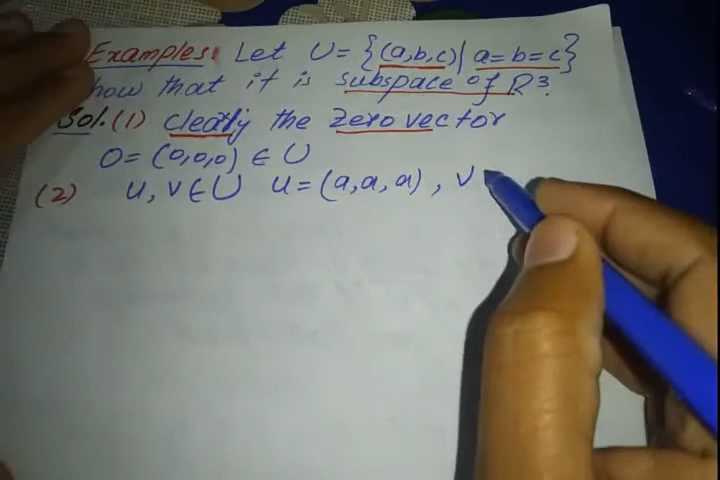 Examples: Let U = {(a,b,c) | a=b=c}
how that it is subspace of R³.
Sol. (1) clearly the zero vector
0 = (0,0,0) ∈ U
(2) u, v ∈ U u = (a,a,a), v